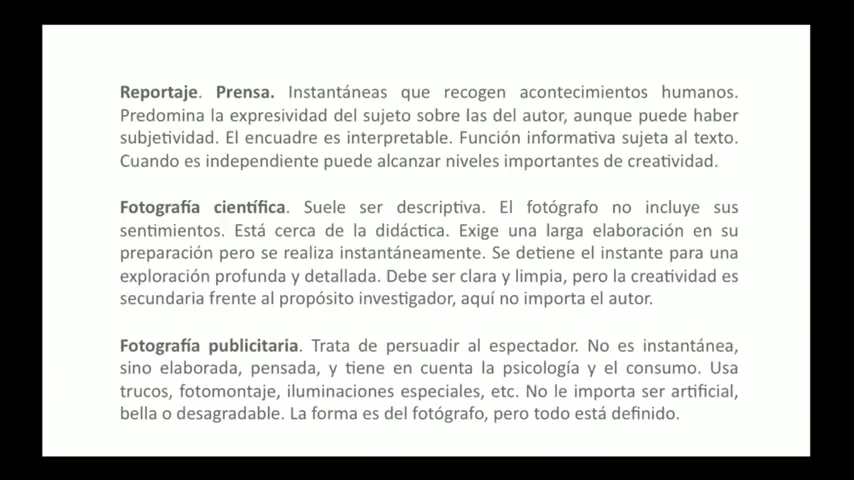 Reportaje. Prensa. Instantáneas que recogen acontecimientos humanos.
Predomina la expresividad del sujeto sobre las del autor, aunque puede haber
subjetividad. El encuadre es interpretable. Función informativa sujeta al texto.
Cuando es independiente puede alcanzar niveles importantes de creatividad.
Fotografía científica. Suele ser descriptiva. El fotógrafo no incluye sus
sentimientos. Está cerca de la didáctica. Exige una larga elaboración en su
preparación pero se realiza instantáneamente. Se detiene el instante para una
exploración profunda y detallada. Debe ser clara y limpia, pero la creatividad es
secundaria frente al propósito investigador, aquí no importa el autor.
Fotografía publicitaria. Trata de persuadir al espectador. No es instantánea,
sino elaborada, pensada, y tiene en cuenta la psicología y el consumo. Usa
trucos, fotomontaje, iluminaciones especiales, etc. No le importa ser artificial,
bella o desagradable. La forma es del fotógrafo, pero todo está definido.